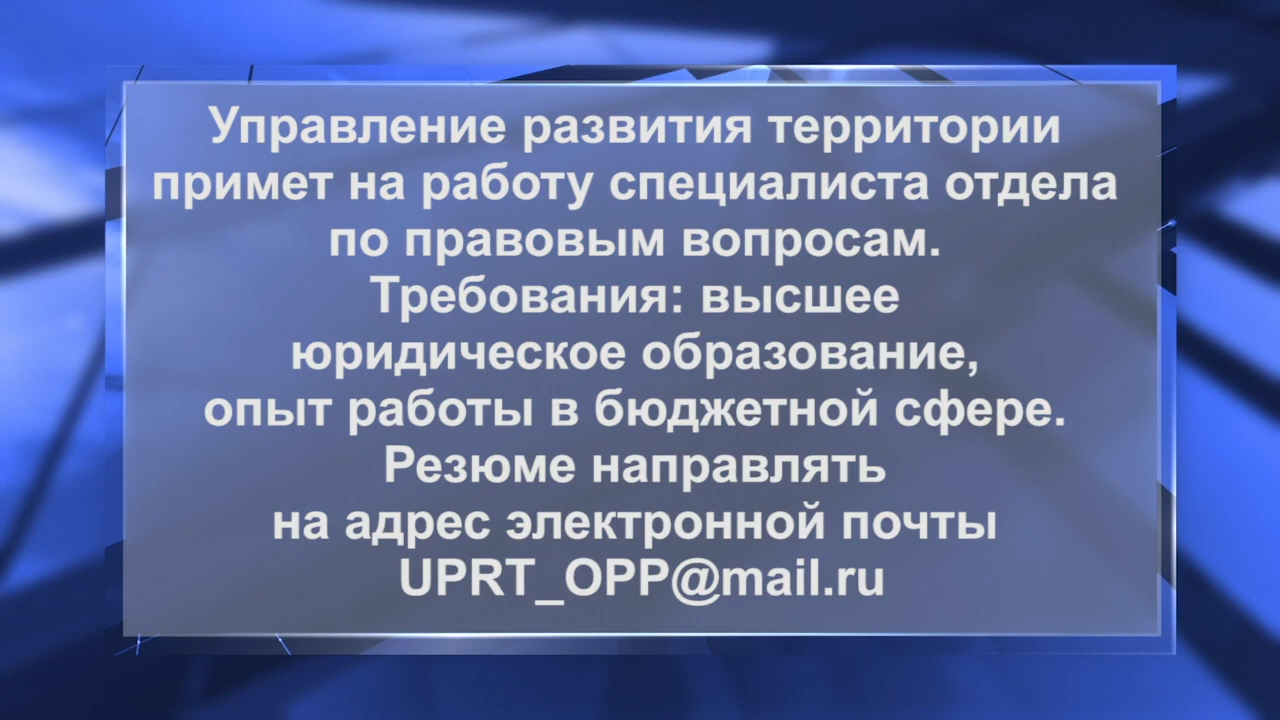 Управление развития территории
примет на работу специалиста отдела
по правовым вопросам.
Требования: высшее
юридическое образование,
опыт работы в бюджетной сфере.
Резюме направлять
на адрес электронной почты
UPRT_OPP@mail.ru